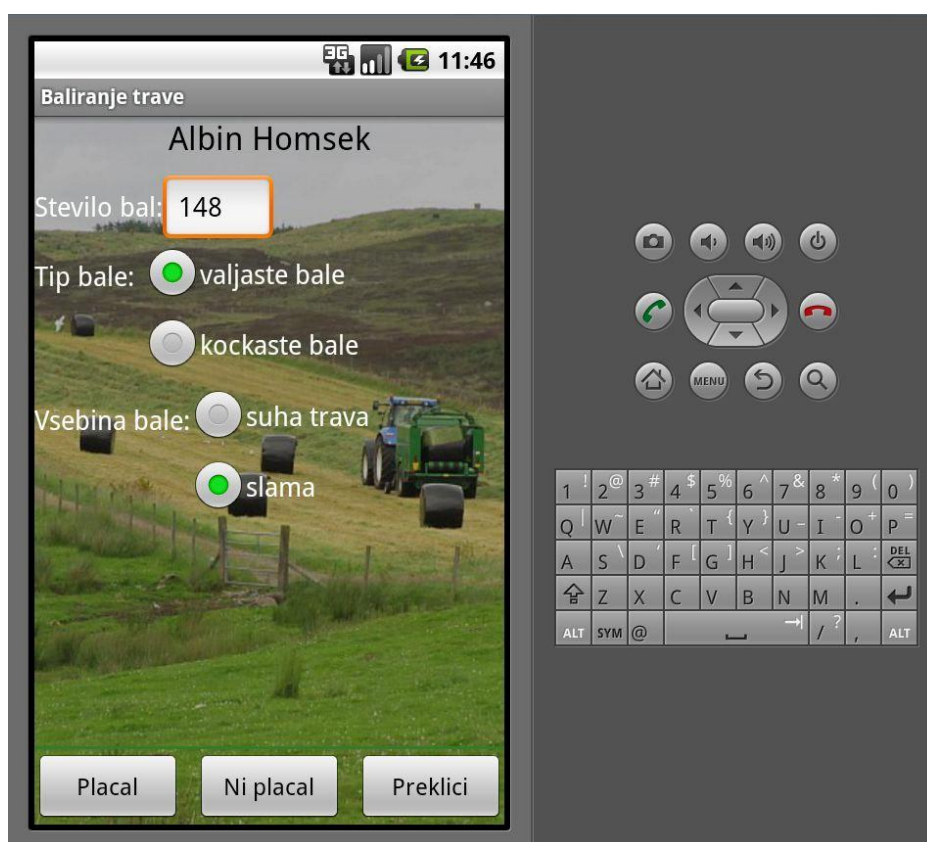 3G 11:46
Baliranje trave
Albin Homsek
Stevilo bal: 148
Tip bale: valjaste bale
kockaste bale
Vsebina bale: suha trava
slama
Placal Ni placal Preklici
MENU
1 ! 2 @ 3 # 4 $ 5 % 6 ^ 7 & 8 * 9 ( 0 )
Q | W ~ E " R ` T { Y } U - I - O + P =
A S \ D ' F [ G ] H < J > K ; L : DEL
Z X C V B N M .
ALT SYM @ / ? , ALT